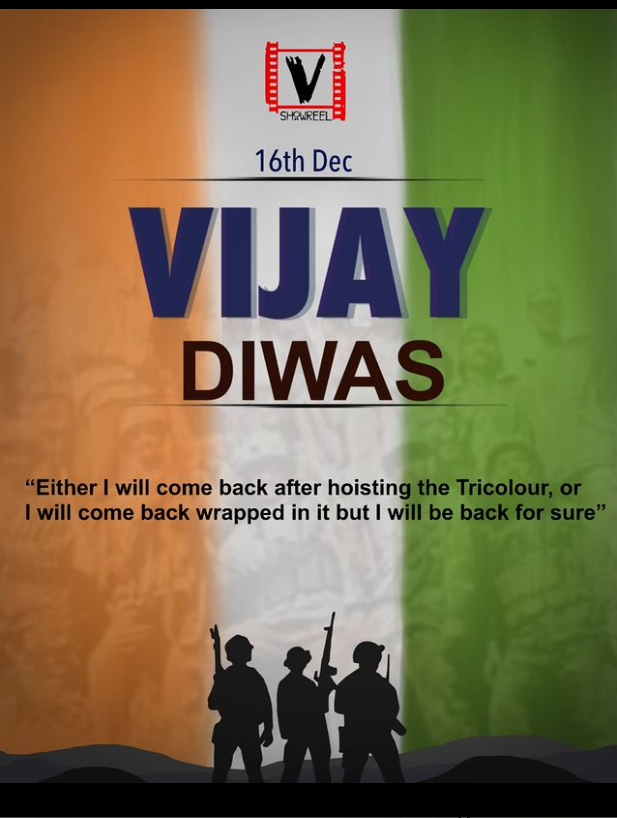 V
SHOWREEL
16th Dec
VIJAY
DIWAS
“Either I will come back after hoisting the Tricolour, or
I will come back wrapped in it but I will be back for sure”